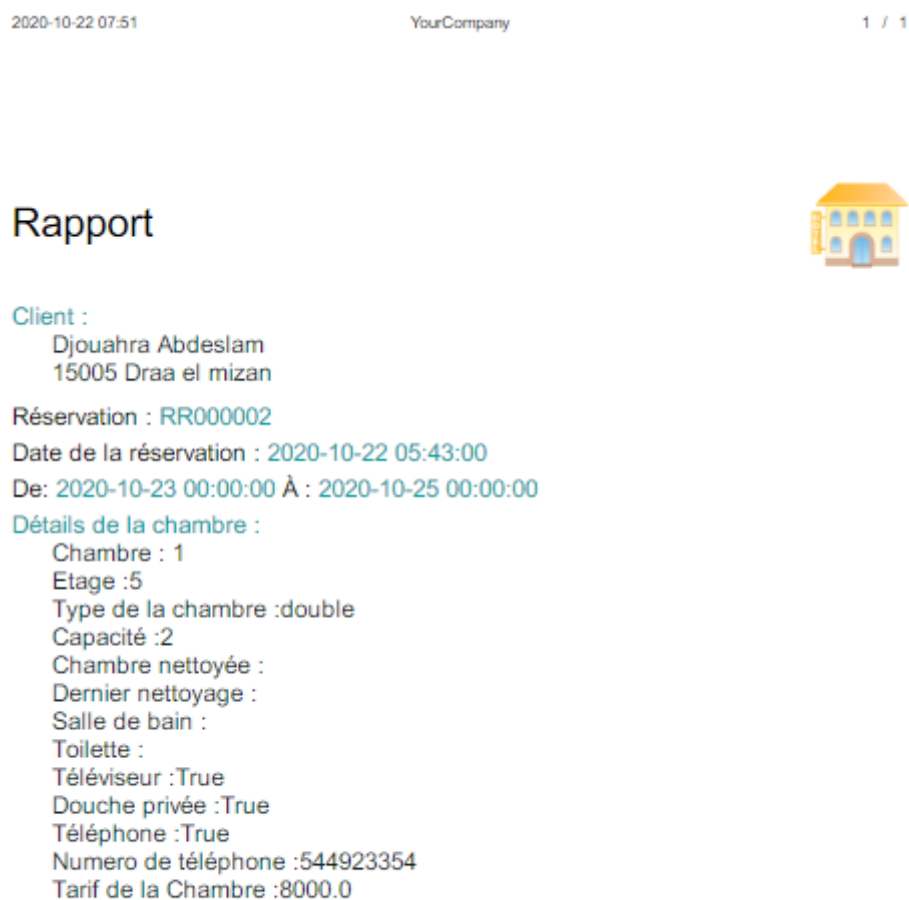 2020-10-22 07:51 YourCompany 1 / 1
Rapport
Client :
Djouahra Abdeslam
15005 Draa el mizan
Réservation : RR000002
Date de la réservation : 2020-10-22 05:43:00
De: 2020-10-23 00:00:00 À : 2020-10-25 00:00:00
Détails de la chambre :
Chambre : 1
Etage :5
Type de la chambre :double
Capacité :2
Chambre nettoyée :
Dernier nettoyage :
Salle de bain :
Toilette :
Téléviseur :True
Douche privée :True
Téléphone :True
Numero de téléphone :544923354
Tarif de la Chambre :8000.0